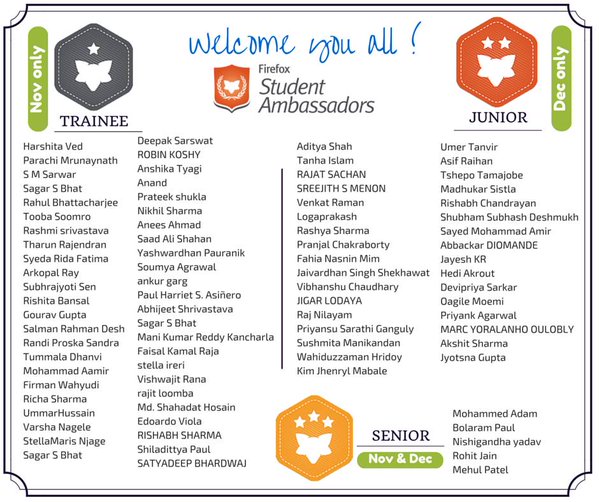 welcome you all !
Firefox
Student
Ambassadors
Nov only
TRAINEE
Harshita Ved
Parachi Mrunaynath
S M Sarwar
Sagar S Bhat
Rahul Bhattacharjee
Tooba Soomro
Rashmi srivastava
Tharun Rajendran
Syeda Rida Fatima
Arkopal Ray
Subhrajyoti Sen
Rishita Bansal
Gourav Gupta
Salman Rahman Desh
Randi Proska Sandra
Tummala Dhanvi
Mohammad Aamir
Firman Wahyudi
Richa Sharma
UmmarHussain
Varsha Nagele
StellaMaris Njage
Sagar S Bhat
Deepak Sarswat
ROBIN KOSHY
Anshika Tyagi
Anand
Prateek shukla
Nikhil Sharma
Anees Ahmad
Saad Ali Shahan
Yashwardhan Pauranik
Soumya Agrawal
ankur garg
Paul Harriet S. Asiñero
Abhijeet Shrivastava
Sagar S Bhat
Mani Kumar Reddy Kancharla
Faisal Kamal Raja
stella ireri
Vishwajit Rana
rajit loomba
Md. Shahadat Hosain
Edoardo Viola
RISHABH SHARMA
Shiladittya Paul
SATYADEEP BHARDWAJ
Dec only
JUNIOR
Aditya Shah
Tanha Islam
RAJAT SACHAN
SREEJITH S MENON
Venkat Raman
Logaprakash
Rashya Sharma
Pranjal Chakraborty
Fahia Nasnin Mim
Jaivardhan Singh Shekhawat
Vibhanshu Chaudhary
JIGAR LODAYA
Raj Nilayam
Priyansu Sarathi Ganguly
Sushmita Manikandan
Wahiduzzaman Hridoy
Kim Jhenryl Mabale
Umer Tanvir
Asif Raihan
Tshepo Tamajobe
Madhukar Sistla
Rishabh Chandrayan
Shubham Subhash Deshmukh
Sayed Mohammad Amir
Abbackar DIOMANDE
Jayesh KR
Hedi Akrout
Devipriya Sarkar
Oagile Moemi
Priyank Agarwal
MARC YORALANHO OULOBLY
Akshit Sharma
Jyotsna Gupta
SENIOR
Nov & Dec
Mohammed Adam
Bolaram Paul
Nishigandha yadav
Rohit Jain
Mehul Patel